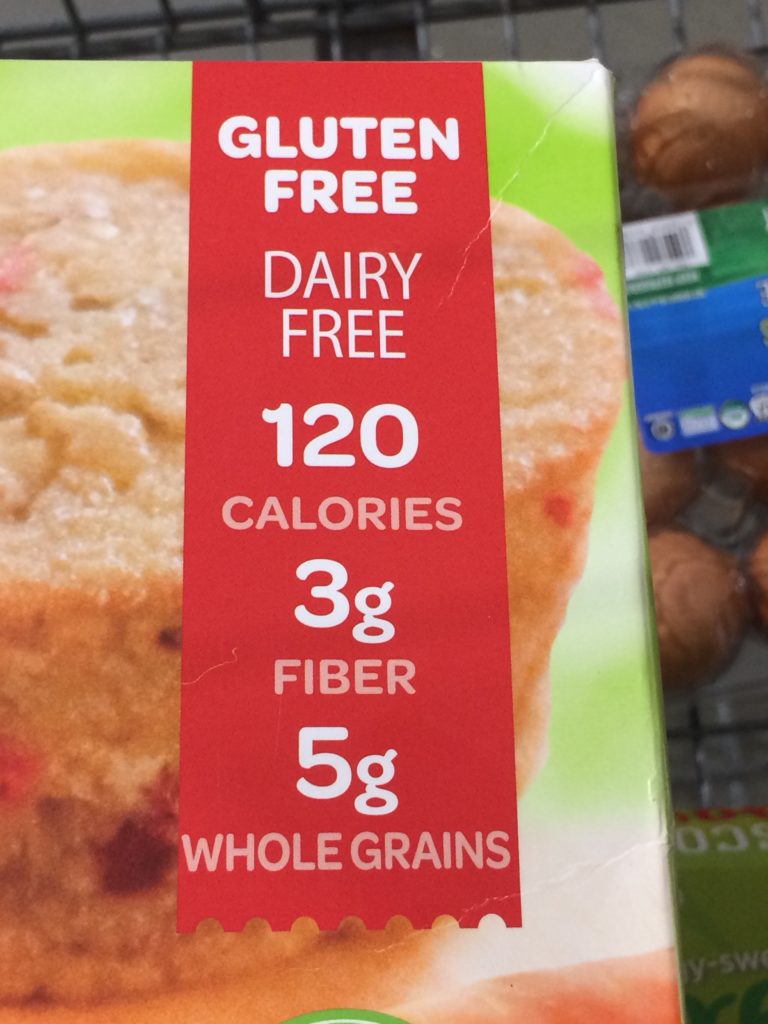 GLUTEN
FREE
DAIRY
FREE
120
CALORIES
3g
FIBER
5g
WHOLE GRAINS